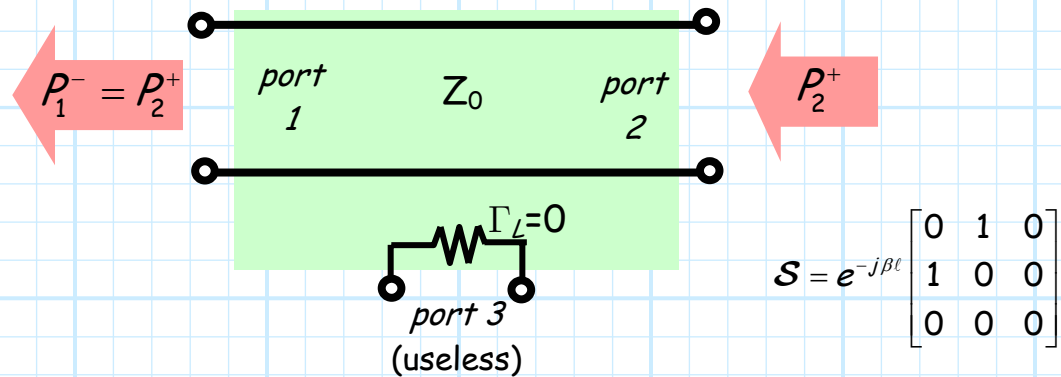 P₁⁻ = P₂⁺
port 1
Z₀
port 2
P₂⁺
Γ_L=0
port 3
(useless)
𝓢 = e^{-jβℓ} [0 1 0
1 0 0
0 0 0]